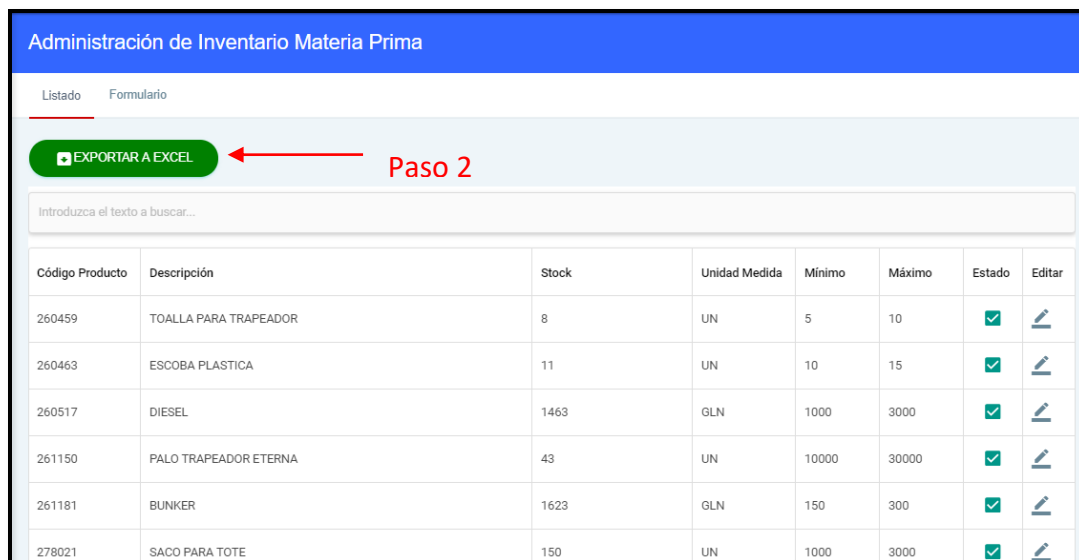 Administración de Inventario Materia Prima
Listado Formulario
EXPORTAR A EXCEL
Paso 2
Introduzca el texto a buscar...
Código Producto Descripción Stock Unidad Medida Mínimo Máximo Estado Editar
260459 TOALLA PARA TRAPEADOR 8 UN 5 10
260463 ESCOBA PLASTICA 11 UN 10 15
260517 DIESEL 1463 GLN 1000 3000
261150 PALO TRAPEADOR ETERNA 43 UN 10000 30000
261181 BUNKER 1623 GLN 150 300
278021 SACO PARA TOTE 150 UN 1000 3000